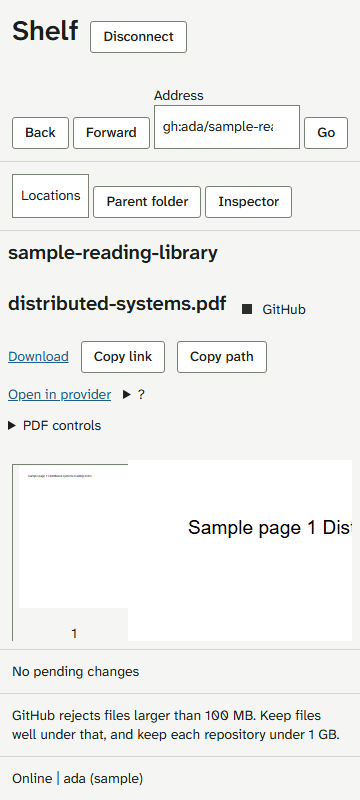 Shelf
Disconnect
Address
Back
Forward
gh:ada/sample-rea
Go
Locations
Parent folder
Inspector
sample-reading-library
distributed-systems.pdf
GitHub
Download
Copy link
Copy path
Open in provider
?
PDF controls
Sample page 1 Dist
1
No pending changes
GitHub rejects files larger than 100 MB. Keep files
well under that, and keep each repository under 1 GB.
Online | ada (sample)